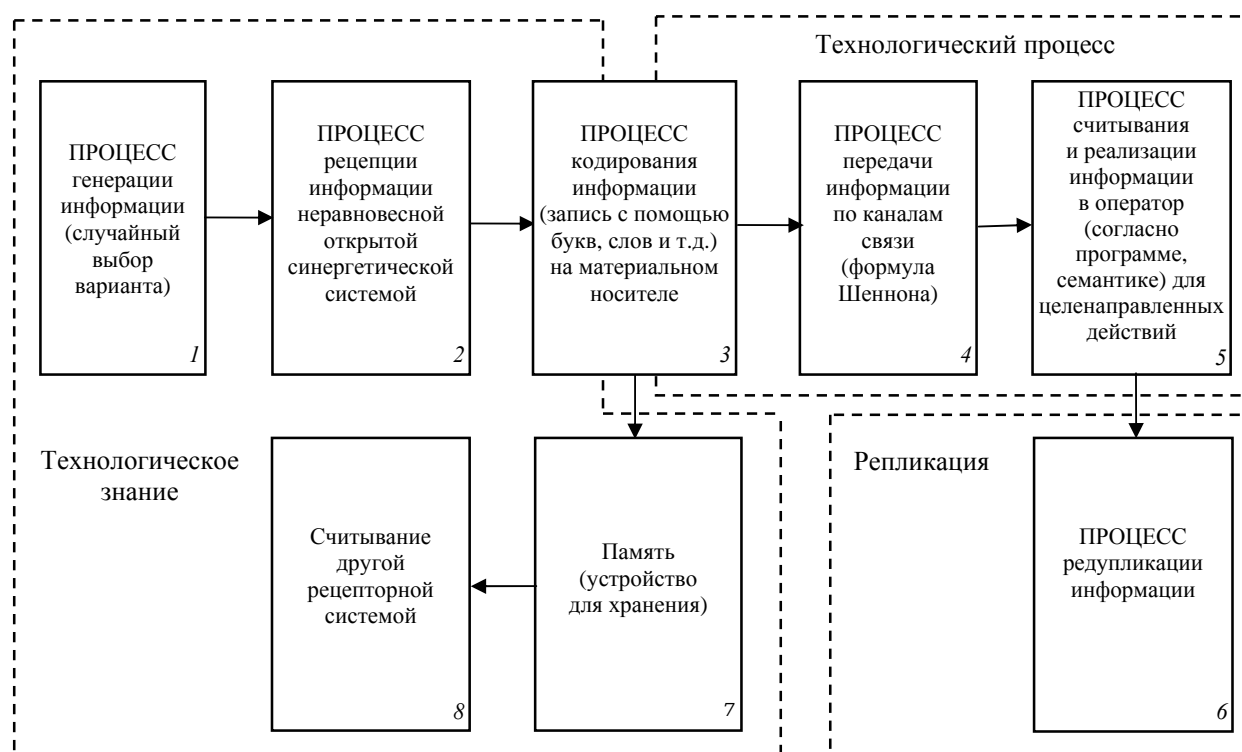 Технологический процесс
ПРОЦЕСС
генерации
информации
(случайный
выбор
варианта)
1
ПРОЦЕСС
рецепции
информации
неравновесной
открытой
синергетической
системой
2
ПРОЦЕСС
кодирования
информации
(запись с помощью
букв, слов и т.д.)
на материальном
носителе
3
ПРОЦЕСС
передачи
информации
по каналам
связи
(формула
Шеннона)
4
ПРОЦЕСС
считывания
и реализации
информации
в оператор
(согласно
программе,
семантике) для
целенаправленных
действий
5
Технологическое
знание
Считывание
другой
рецепторной
системой
8
Память
(устройство
для хранения)
7
Репликация
ПРОЦЕСС
редупликации
информации
6